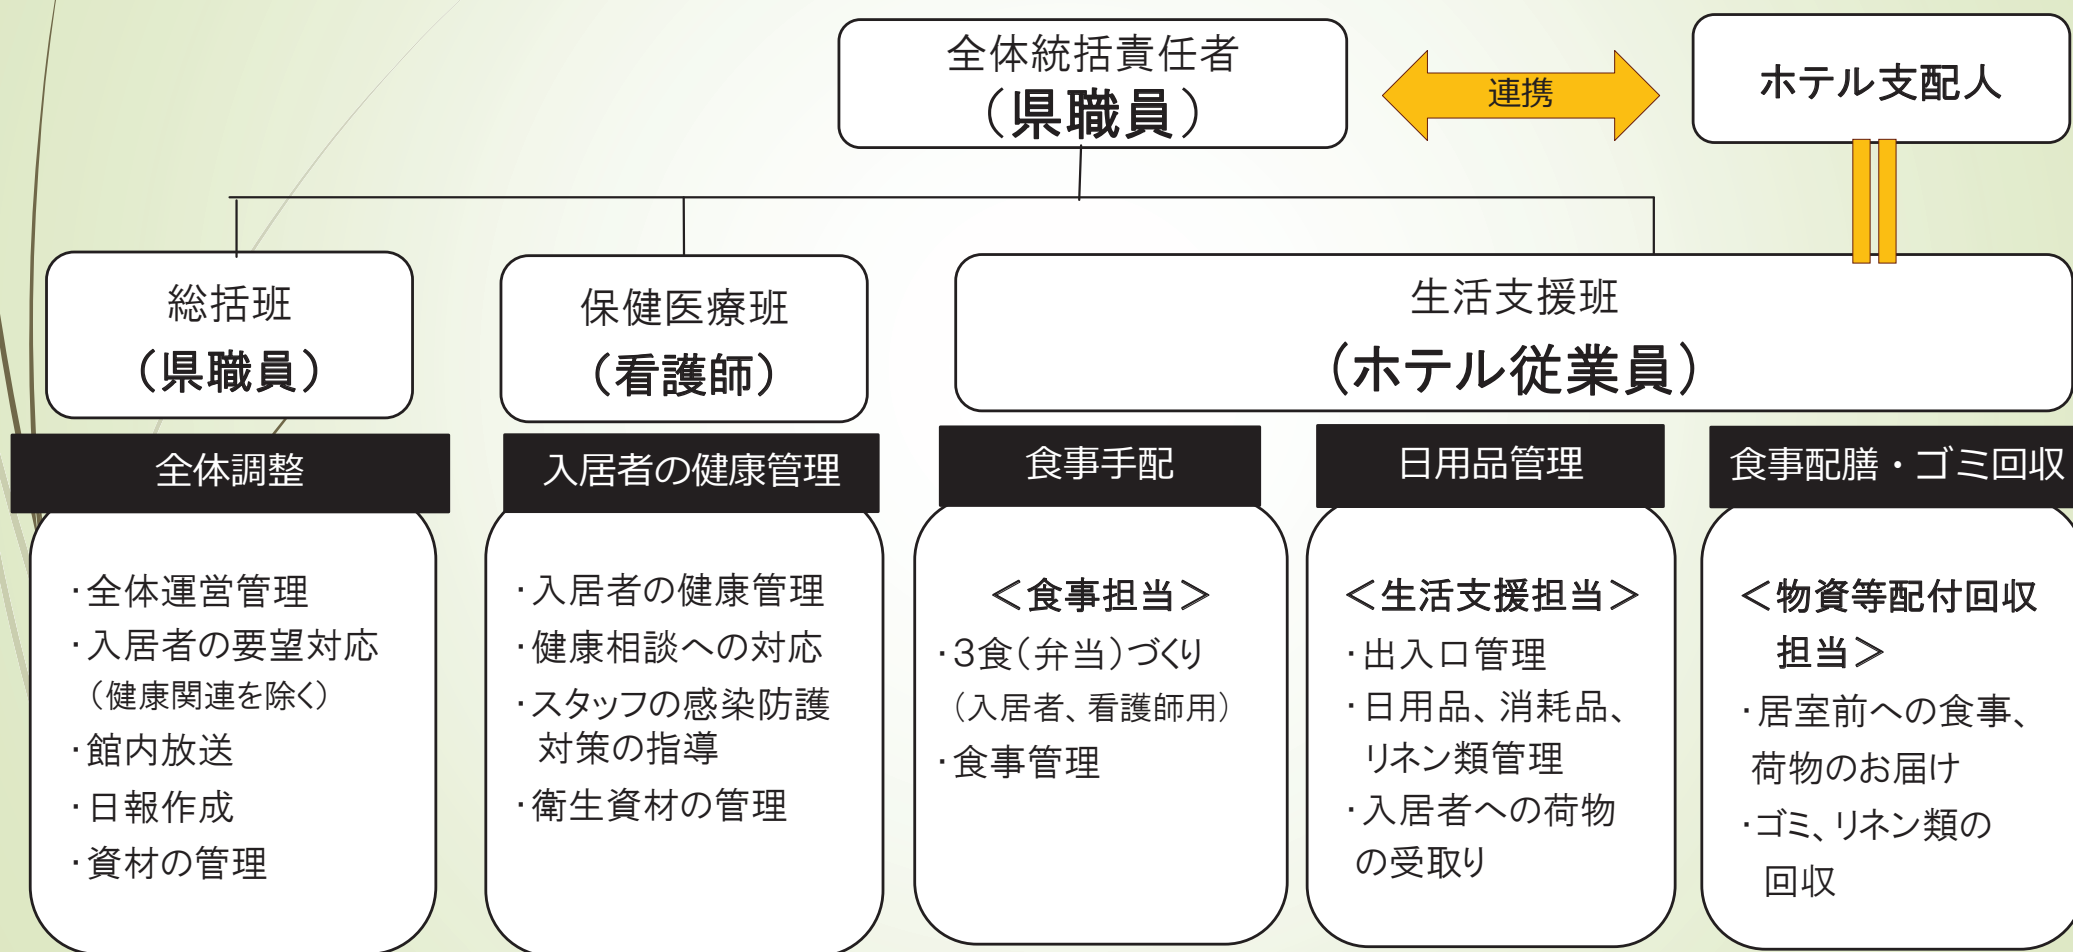 全体統括責任者
（県職員）
連携
ホテル支配人
総括班
（県職員）
保健医療班
（看護師）
生活支援班
（ホテル従業員）
全体調整
・全体運営管理
・入居者の要望対応
（健康関連を除く）
・館内放送
・日報作成
・資材の管理
入居者の健康管理
・入居者の健康管理
・健康相談への対応
・スタッフの感染防護
対策の指導
・衛生資材の管理
食事手配
＜食事担当＞
・3食（弁当）づくり
（入居者、看護師用）
・食事管理
日用品管理
＜生活支援担当＞
・出入口管理
・日用品、消耗品、
リネン類管理
・入居者への荷物
の受取り
食事配膳・ゴミ回収
＜物資等配付回収
担当＞
・居室前への食事、
荷物のお届け
・ゴミ、リネン類の
回収